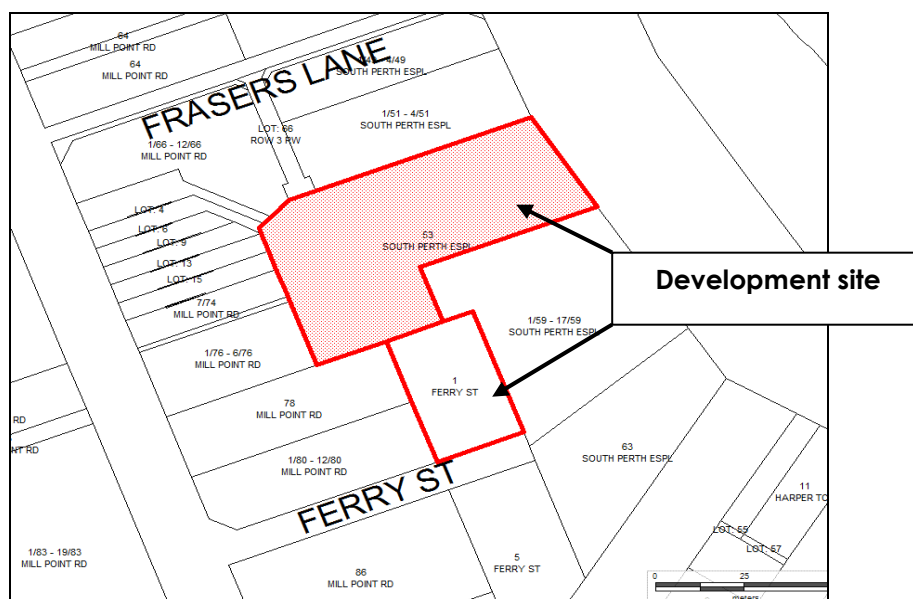 64
MILL POINT RD
64
MILL POINT RD
FRASERS LANE
SOUTH PERTH ESPL
1/51 - 4/51
SOUTH PERTH ESPL
LOT: 66
ROW 3 RW
1/66 - 12/66
MILL POINT RD
LOT: 4
LOT: 6
LOT: 9
LOT: 13
LOT: 15
7/74
MILL POINT RD
53
SOUTH PERTH ESPL
Development site
1/59 - 17/59
SOUTH PERTH ESPL
1/76 - 6/76
MILL POINT RD
1
FERRY ST
78
MILL POINT RD
RD
NT RD
1/80 - 12/80
MILL POINT RD
63
SOUTH PERTH ESPL
FERRY ST
11
HARPER TO
LOT: 55
LOT: 57
1/83 - 19/83
MILL POINT RD
86
MILL POINT RD
5
FERRY ST
0
25
meters